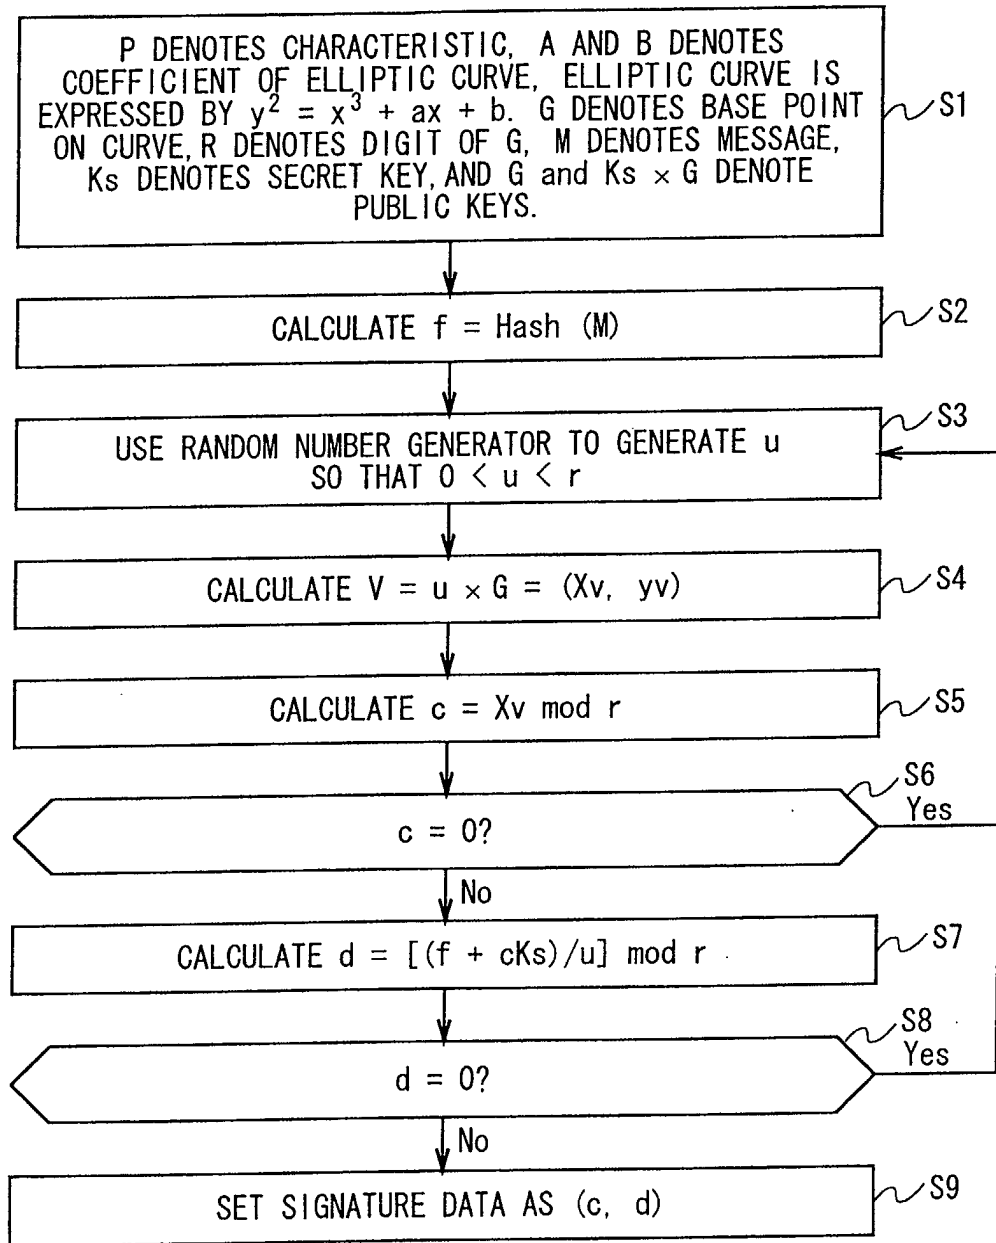 P DENOTES CHARACTERISTIC, A AND B DENOTES
COEFFICIENT OF ELLIPTIC CURVE, ELLIPTIC CURVE IS
EXPRESSED BY y² = x³ + ax + b. G DENOTES BASE POINT
ON CURVE, R DENOTES DIGIT OF G, M DENOTES MESSAGE,
Ks DENOTES SECRET KEY, AND G and Ks × G DENOTE
PUBLIC KEYS.
S1
CALCULATE f = Hash (M)
S2
USE RANDOM NUMBER GENERATOR TO GENERATE u
SO THAT 0 < u < r
S3
CALCULATE V = u × G = (Xv, yv)
S4
CALCULATE c = Xv mod r
S5
c = 0?
S6
Yes
No
CALCULATE d = [(f + cKs)/u] mod r
S7
d = 0?
S8
Yes
No
SET SIGNATURE DATA AS (c, d)
S9